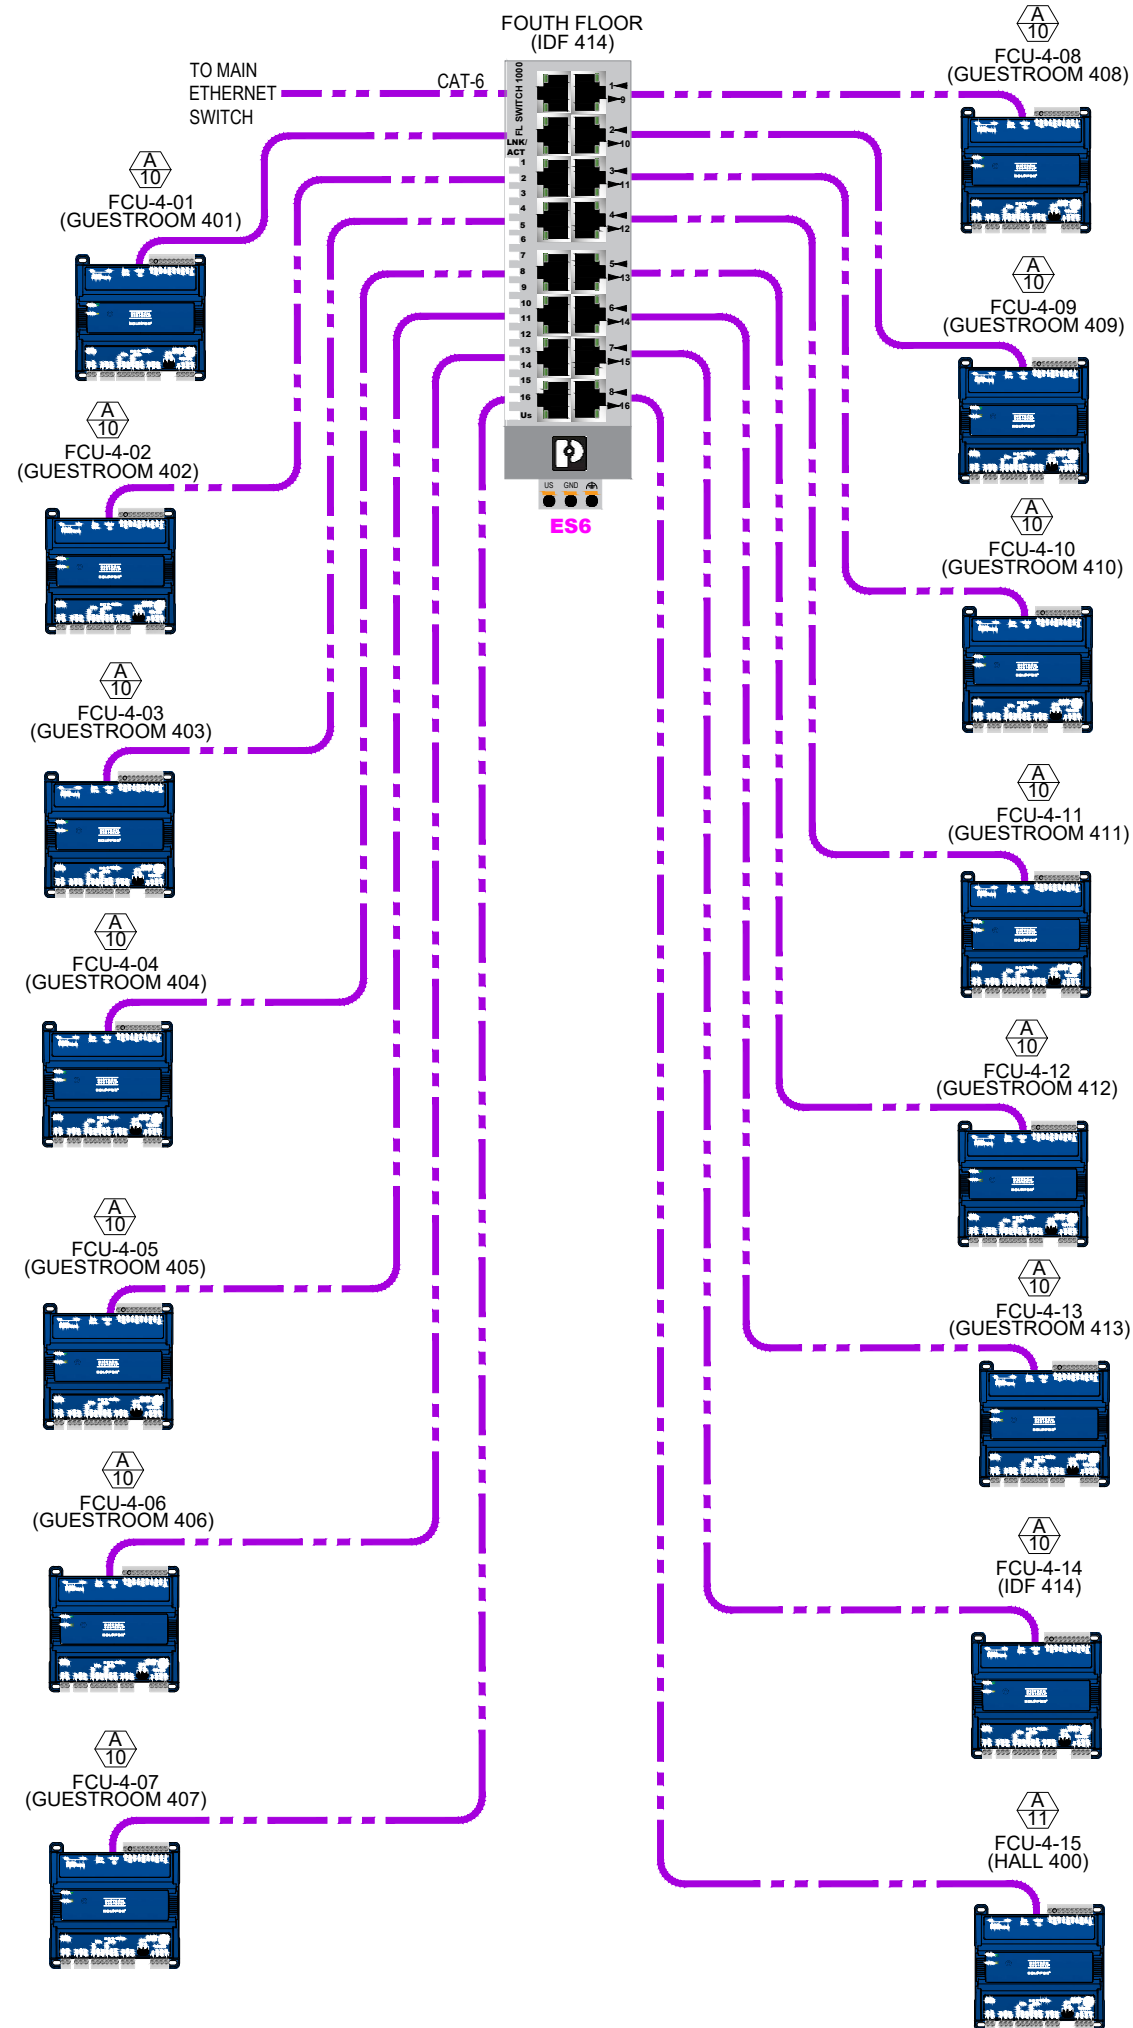 FOUTH FLOOR
(IDF 414)
TO MAIN
ETHERNET
SWITCH
CAT-6
FL SWITCH 1000
LNK/
ACT
1
2
3
4
5
6
7
8
9
10
11
12
13
14
15
16
Us
1
9
2
10
3
11
4
12
5
13
6
14
7
15
8
16
US GND
ES6
A
10
FCU-4-01
(GUESTROOM 401)
A
10
FCU-4-02
(GUESTROOM 402)
A
10
FCU-4-03
(GUESTROOM 403)
A
10
FCU-4-04
(GUESTROOM 404)
A
10
FCU-4-05
(GUESTROOM 405)
A
10
FCU-4-06
(GUESTROOM 406)
A
10
FCU-4-07
(GUESTROOM 407)
A
10
FCU-4-08
(GUESTROOM 408)
A
10
FCU-4-09
(GUESTROOM 409)
A
10
FCU-4-10
(GUESTROOM 410)
A
10
FCU-4-11
(GUESTROOM 411)
A
10
FCU-4-12
(GUESTROOM 412)
A
10
FCU-4-13
(GUESTROOM 413)
A
10
FCU-4-14
(IDF 414)
A
11
FCU-4-15
(HALL 400)